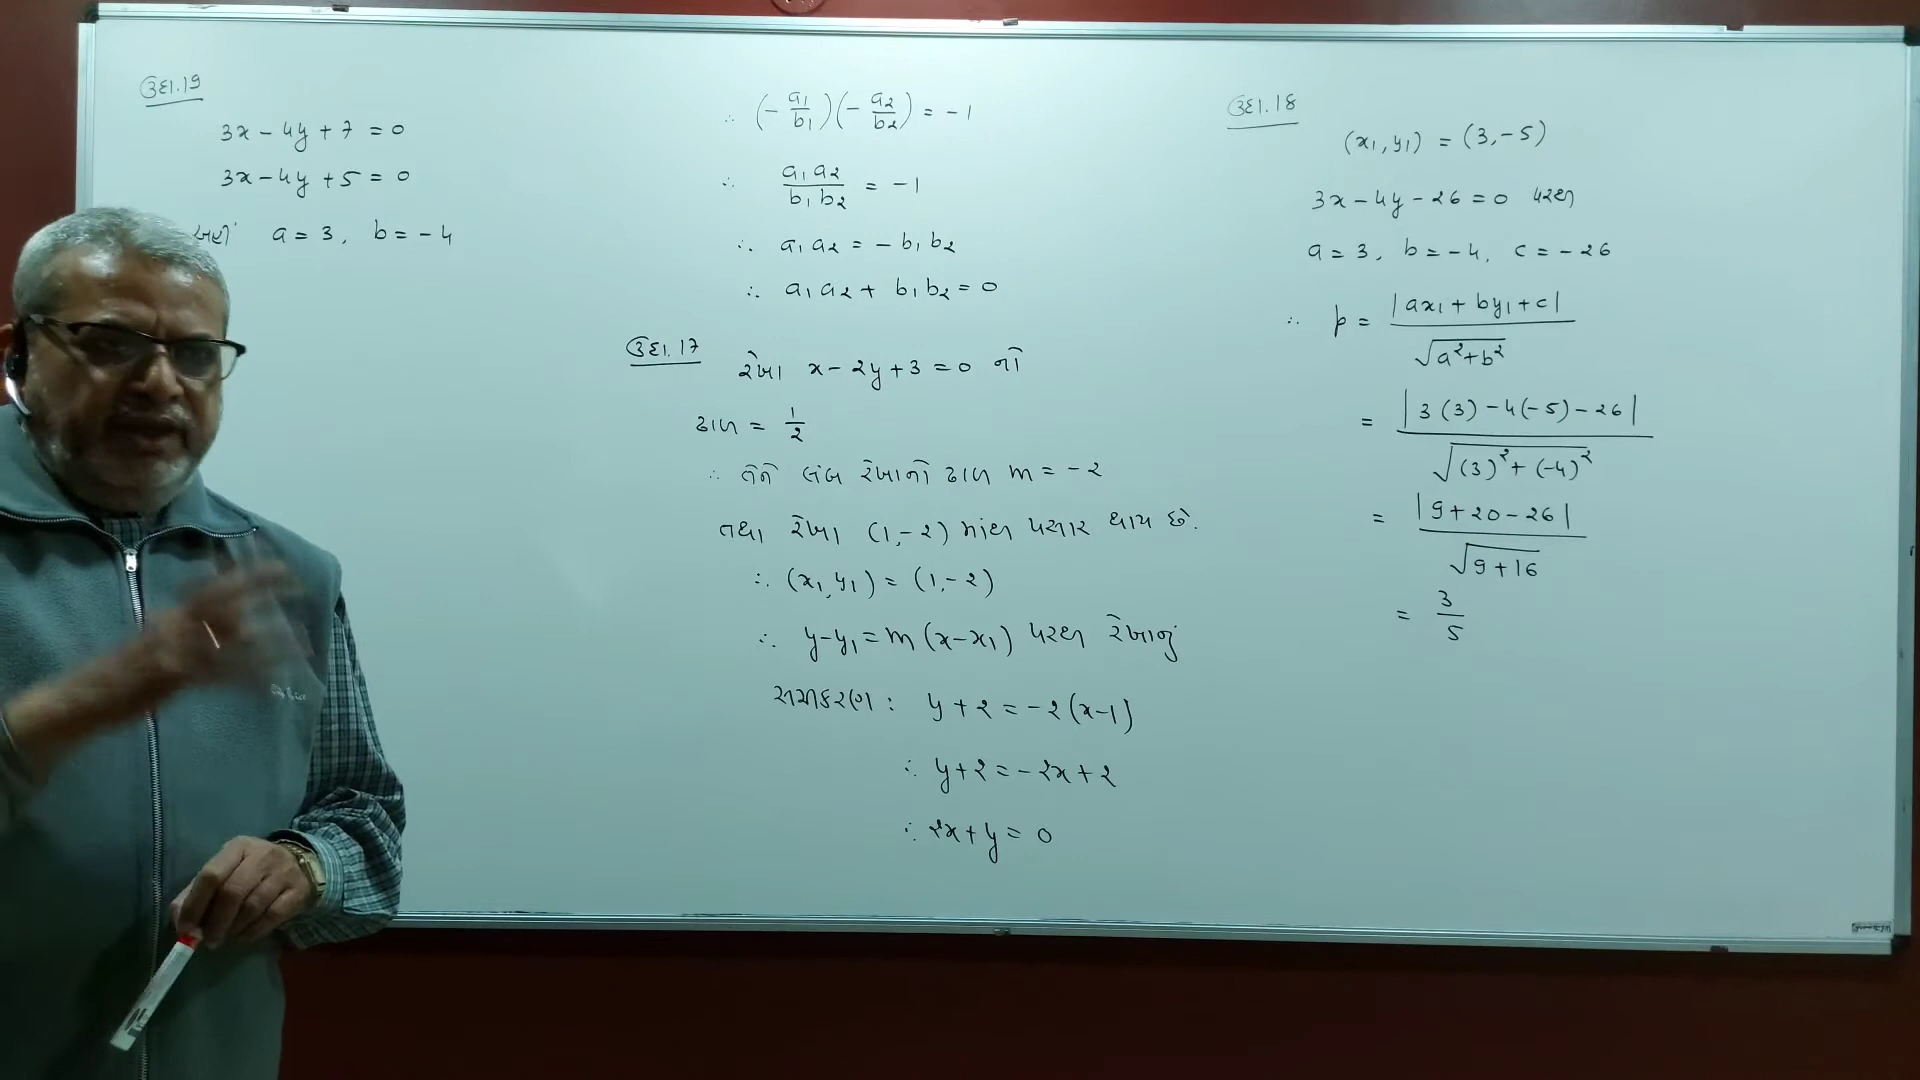 ઉદા.19
3x - 4y + 7 = 0
3x - 4y + 5 = 0
અહીં a = 3, b = -4
∴ (-a₁/b₁)(-a₂/b₂) = -1
∴ a₁a₂/b₁b₂ = -1
∴ a₁a₂ = -b₁b₂
∴ a₁a₂ + b₁b₂ = 0
ઉદા.17
રેખા x - 2y + 3 = 0 નો
ઢાળ = 1/2
∴ તેને લંબ રેખાનો ઢાળ m = -2
તથા રેખા (1,-2) માંથી પસાર થાય છે.
∴ (x₁, y₁) = (1,-2)
∴ y-y₁ = m(x-x₁) પરથી રેખાનું
સમીકરણ : y + 2 = -2(x-1)
∴ y+2 = -2x + 2
∴ 2x + y = 0
ઉદા.18
(x₁, y₁) = (3,-5)
3x - 4y - 26 = 0 પરથી
a = 3, b = -4, c = -26
∴ p = |ax₁ + by₁ + c| / √a²+b²
= |3(3) - 4(-5) - 26| / √(3)² + (-4)²
= |9 + 20 - 26| / √9+16
= 3/5